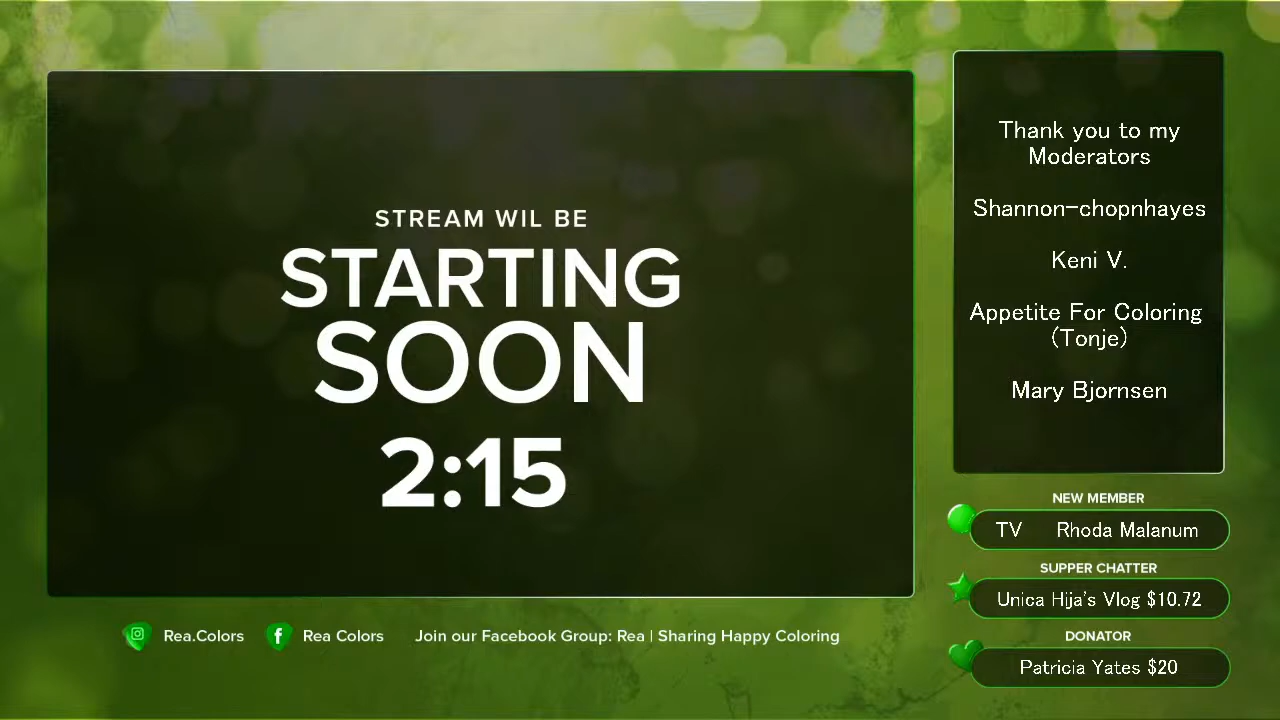 STREAM WIL BE
STARTING
SOON
2:15
Thank you to my
Moderators
Shannon-chopnhayes
Keni V.
Appetite For Coloring
(Tonje)
Mary Bjornsen
NEW MEMBER
TV Rhoda Malanum
SUPPER CHATTER
Unica Hija's Vlog $10.72
DONATOR
Patricia Yates $20
Rea.Colors Rea Colors Join our Facebook Group: Rea | Sharing Happy Coloring